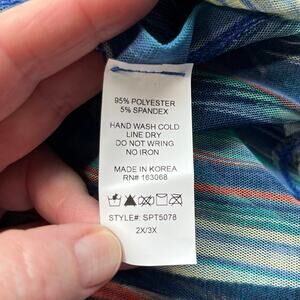 95% POLYESTER
5% SPANDEX
HAND WASH COLD
LINE DRY
DO NOT WRING
NO IRON
MADE IN KOREA
RN# 163068
STYLE#: SPT5078
2X/3X